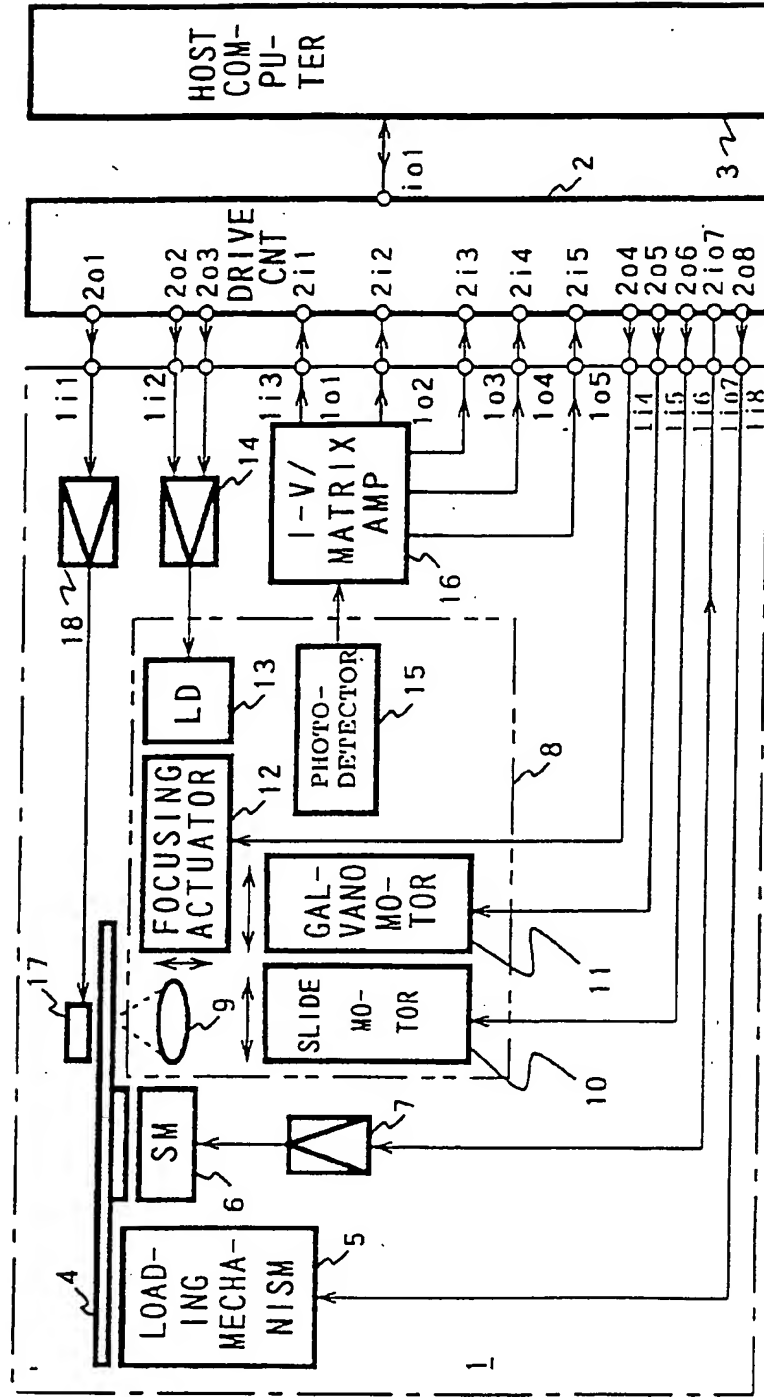 HOST
COM-
PU-
TER
3
io1
2
DRIVE
CNT
2o1
2o2
2o3
2i1
2i2
2i3
2i4
2i5
2o4
2o5
2o6
2io7
2o8
1i1
1i2
1i3
1o1
1o2
1o3
1o4
1o5
1i4
1i5
1i6
1io7
1i8
18
14
I-V/
MATRIX
AMP
16
17
LD
13
PHOTO-
DETECTOR
15
8
FOCUSING
ACTUATOR
12
GAL-
VANO
MO-
TOR
11
9
SLIDE
MO-
TOR
10
4
SM
6
7
LOAD-
ING
MECHA-
NISM
5
1